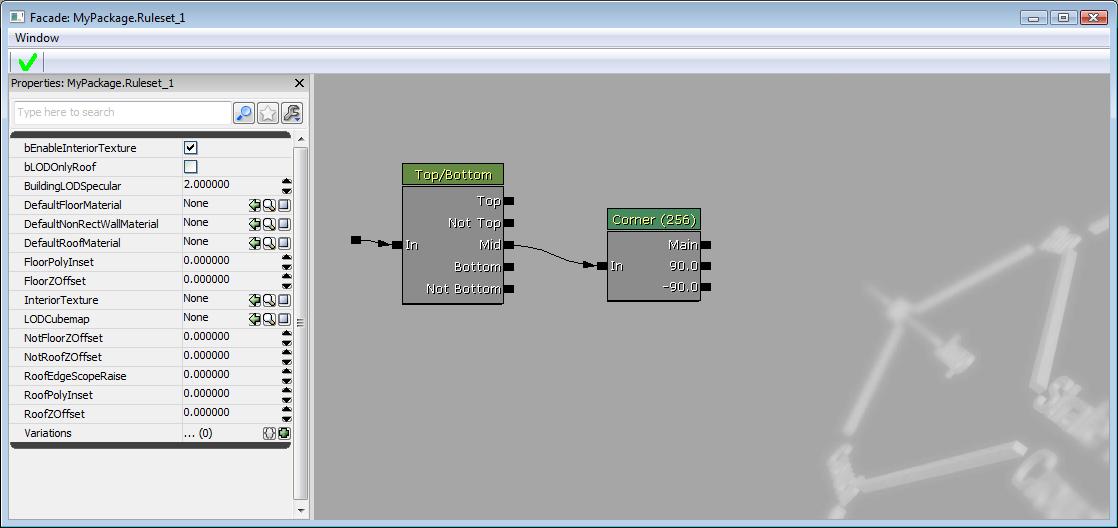 Facade: MyPackage.Ruleset_1
Window
Properties: MyPackage.Ruleset_1
Type here to search
bEnableInteriorTexture
bLODOnlyRoof
BuildingLODSpecular 2.000000
DefaultFloorMaterial None
DefaultNonRectWallMaterial None
DefaultRoofMaterial None
FloorPolyInset 0.000000
FloorZOffset 0.000000
InteriorTexture None
LODCubemap None
NotFloorZOffset 0.000000
NotRoofZOffset 0.000000
RoofEdgeScopeRaise 0.000000
RoofPolyInset 0.000000
RoofZOffset 0.000000
Variations ... (0)
Top/Bottom
Top
Not Top
In Mid
Bottom
Not Bottom
Corner (256)
Main
In 90.0
-90.0